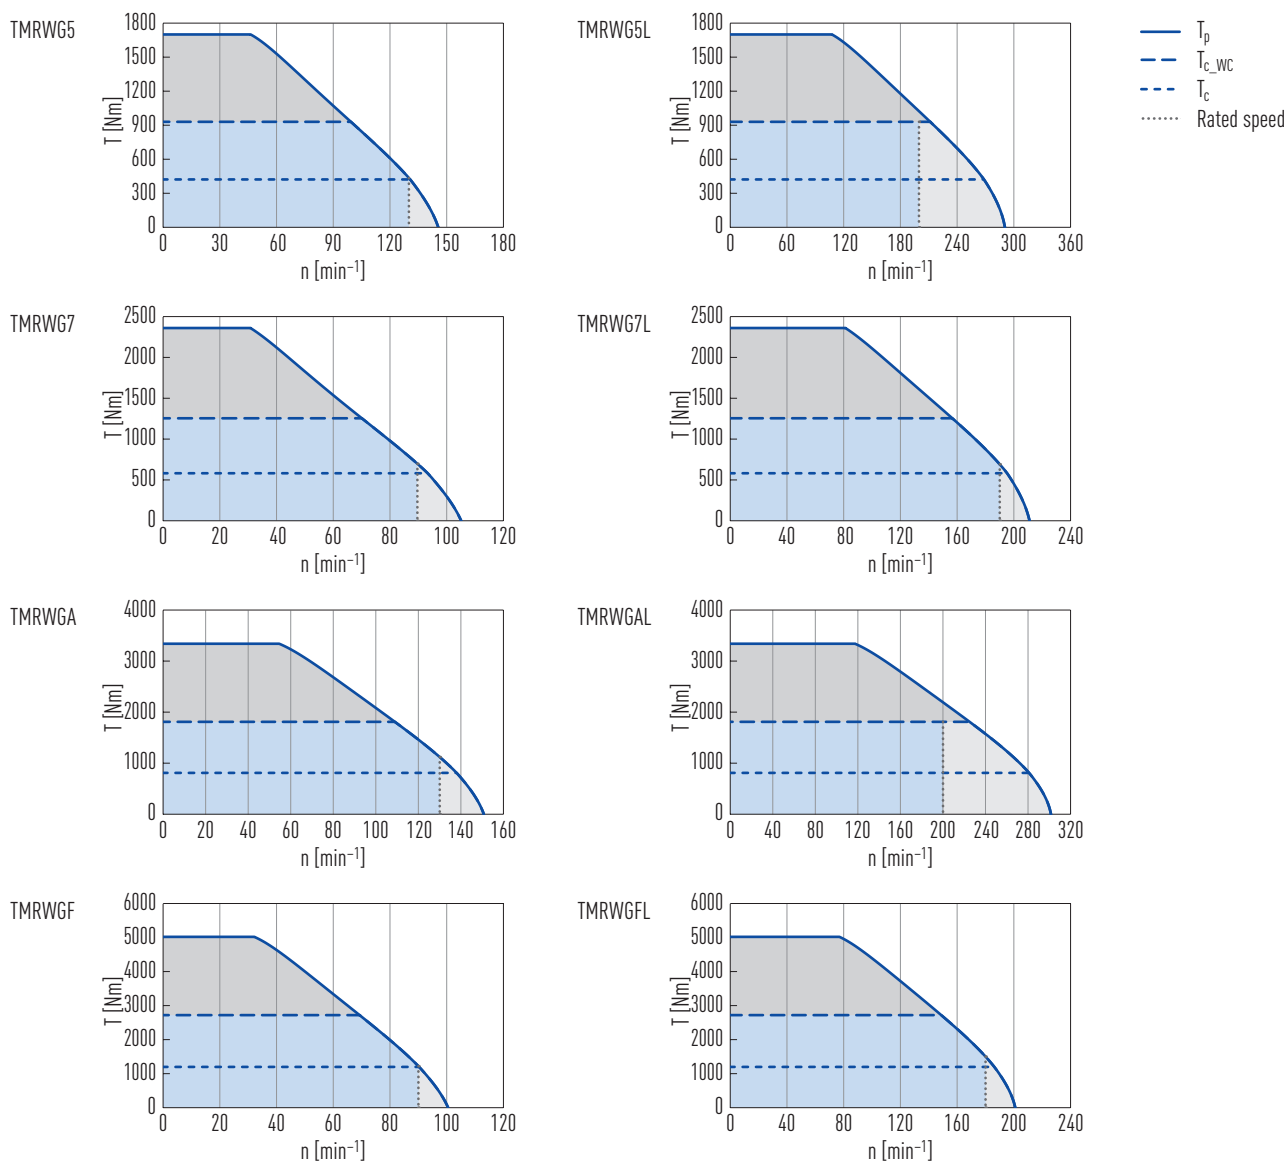 TMRWG5
T [Nm]
1800
1500
1200
900
600
300
0
0 30 60 90 120 150 180
n [min⁻¹]
TMRWG5L
T [Nm]
1800
1500
1200
900
600
300
0
0 60 120 180 240 300 360
n [min⁻¹]
Tₚ
T_c_WC
T_c
Rated speed
TMRWG7
T [Nm]
2500
2000
1500
1000
500
0
0 20 40 60 80 100 120
n [min⁻¹]
TMRWG7L
T [Nm]
2500
2000
1500
1000
500
0
0 40 80 120 160 200 240
n [min⁻¹]
TMRWGA
T [Nm]
4000
3000
2000
1000
0
0 20 40 60 80 100 120 140 160
n [min⁻¹]
TMRWGAL
T [Nm]
4000
3000
2000
1000
0
0 40 80 120 160 200 240 280 320
n [min⁻¹]
TMRWGF
T [Nm]
6000
5000
4000
3000
2000
1000
0
0 20 40 60 80 100 120
n [min⁻¹]
TMRWGFL
T [Nm]
6000
5000
4000
3000
2000
1000
0
0 40 80 120 160 200 240
n [min⁻¹]